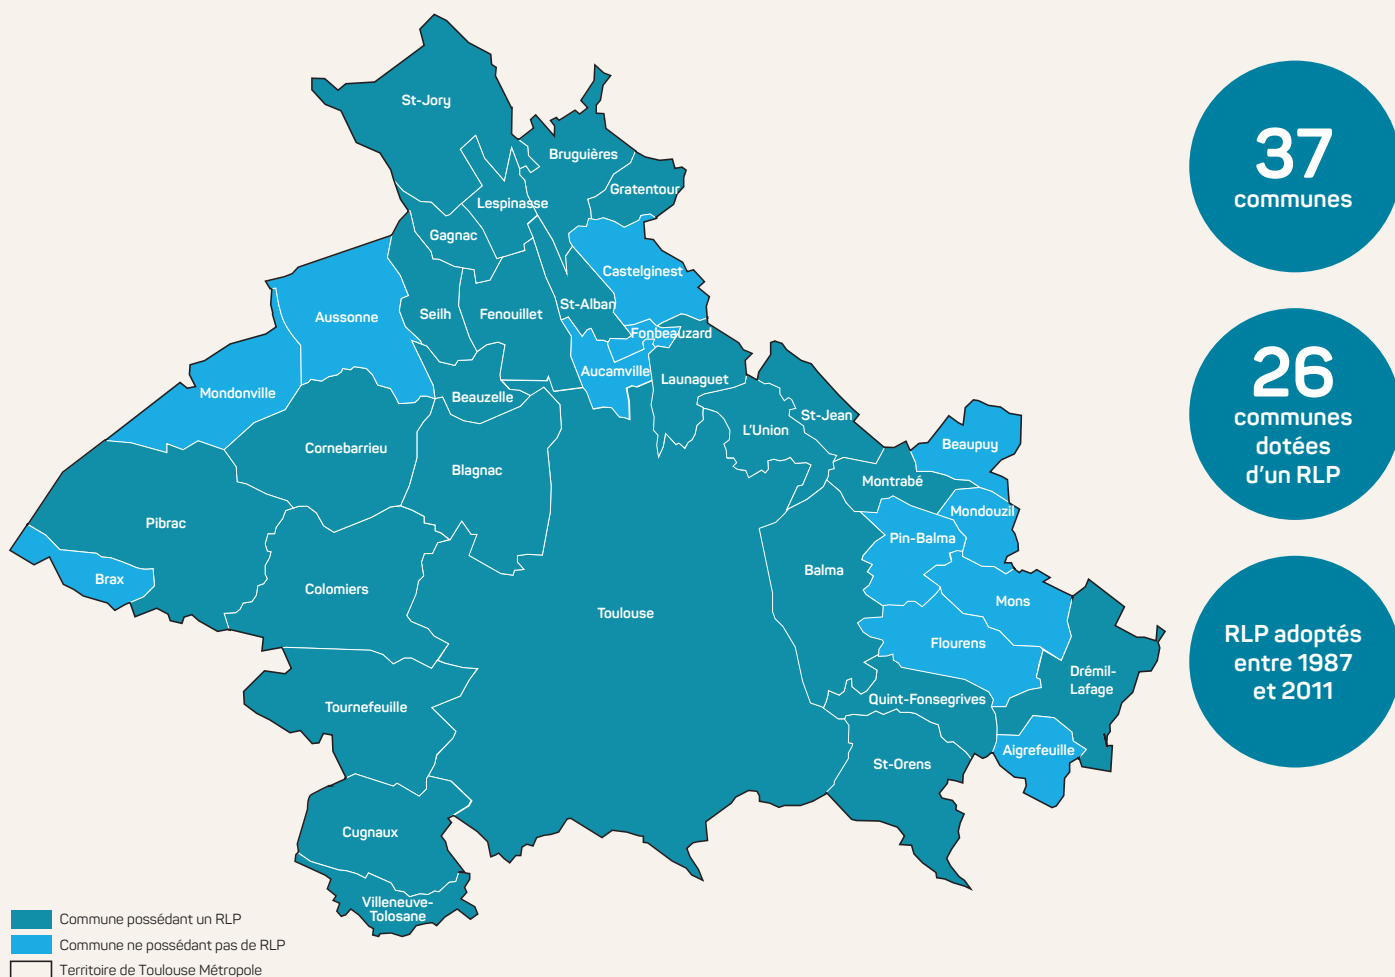 St-Jory
Bruguières
Gratentour
Lespinasse
Gagnac
Castelginest
Aussonne
Seilh
Fenouillet
St-Alban
Fonbeauzard
Aucamville
Launaguet
Mondonville
Beauzelle
St-Jean
L'Union
Beaupuy
Cornebarrieu
Blagnac
Montrabé
Mondouzil
Pibrac
Pin-Balma
Brax
Colomiers
Balma
Mons
Toulouse
Flourens
Drémil-
Lafage
Quint-Fonsegrives
Tournefeuille
Aigrefeuille
St-Orens
Cugnaux
Villeneuve-
Tolosane
37
communes
26
communes
dotées
d'un RLP
RLP adoptés
entre 1987
et 2011
Commune possédant un RLP
Commune ne possédant pas de RLP
Territoire de Toulouse Métropole